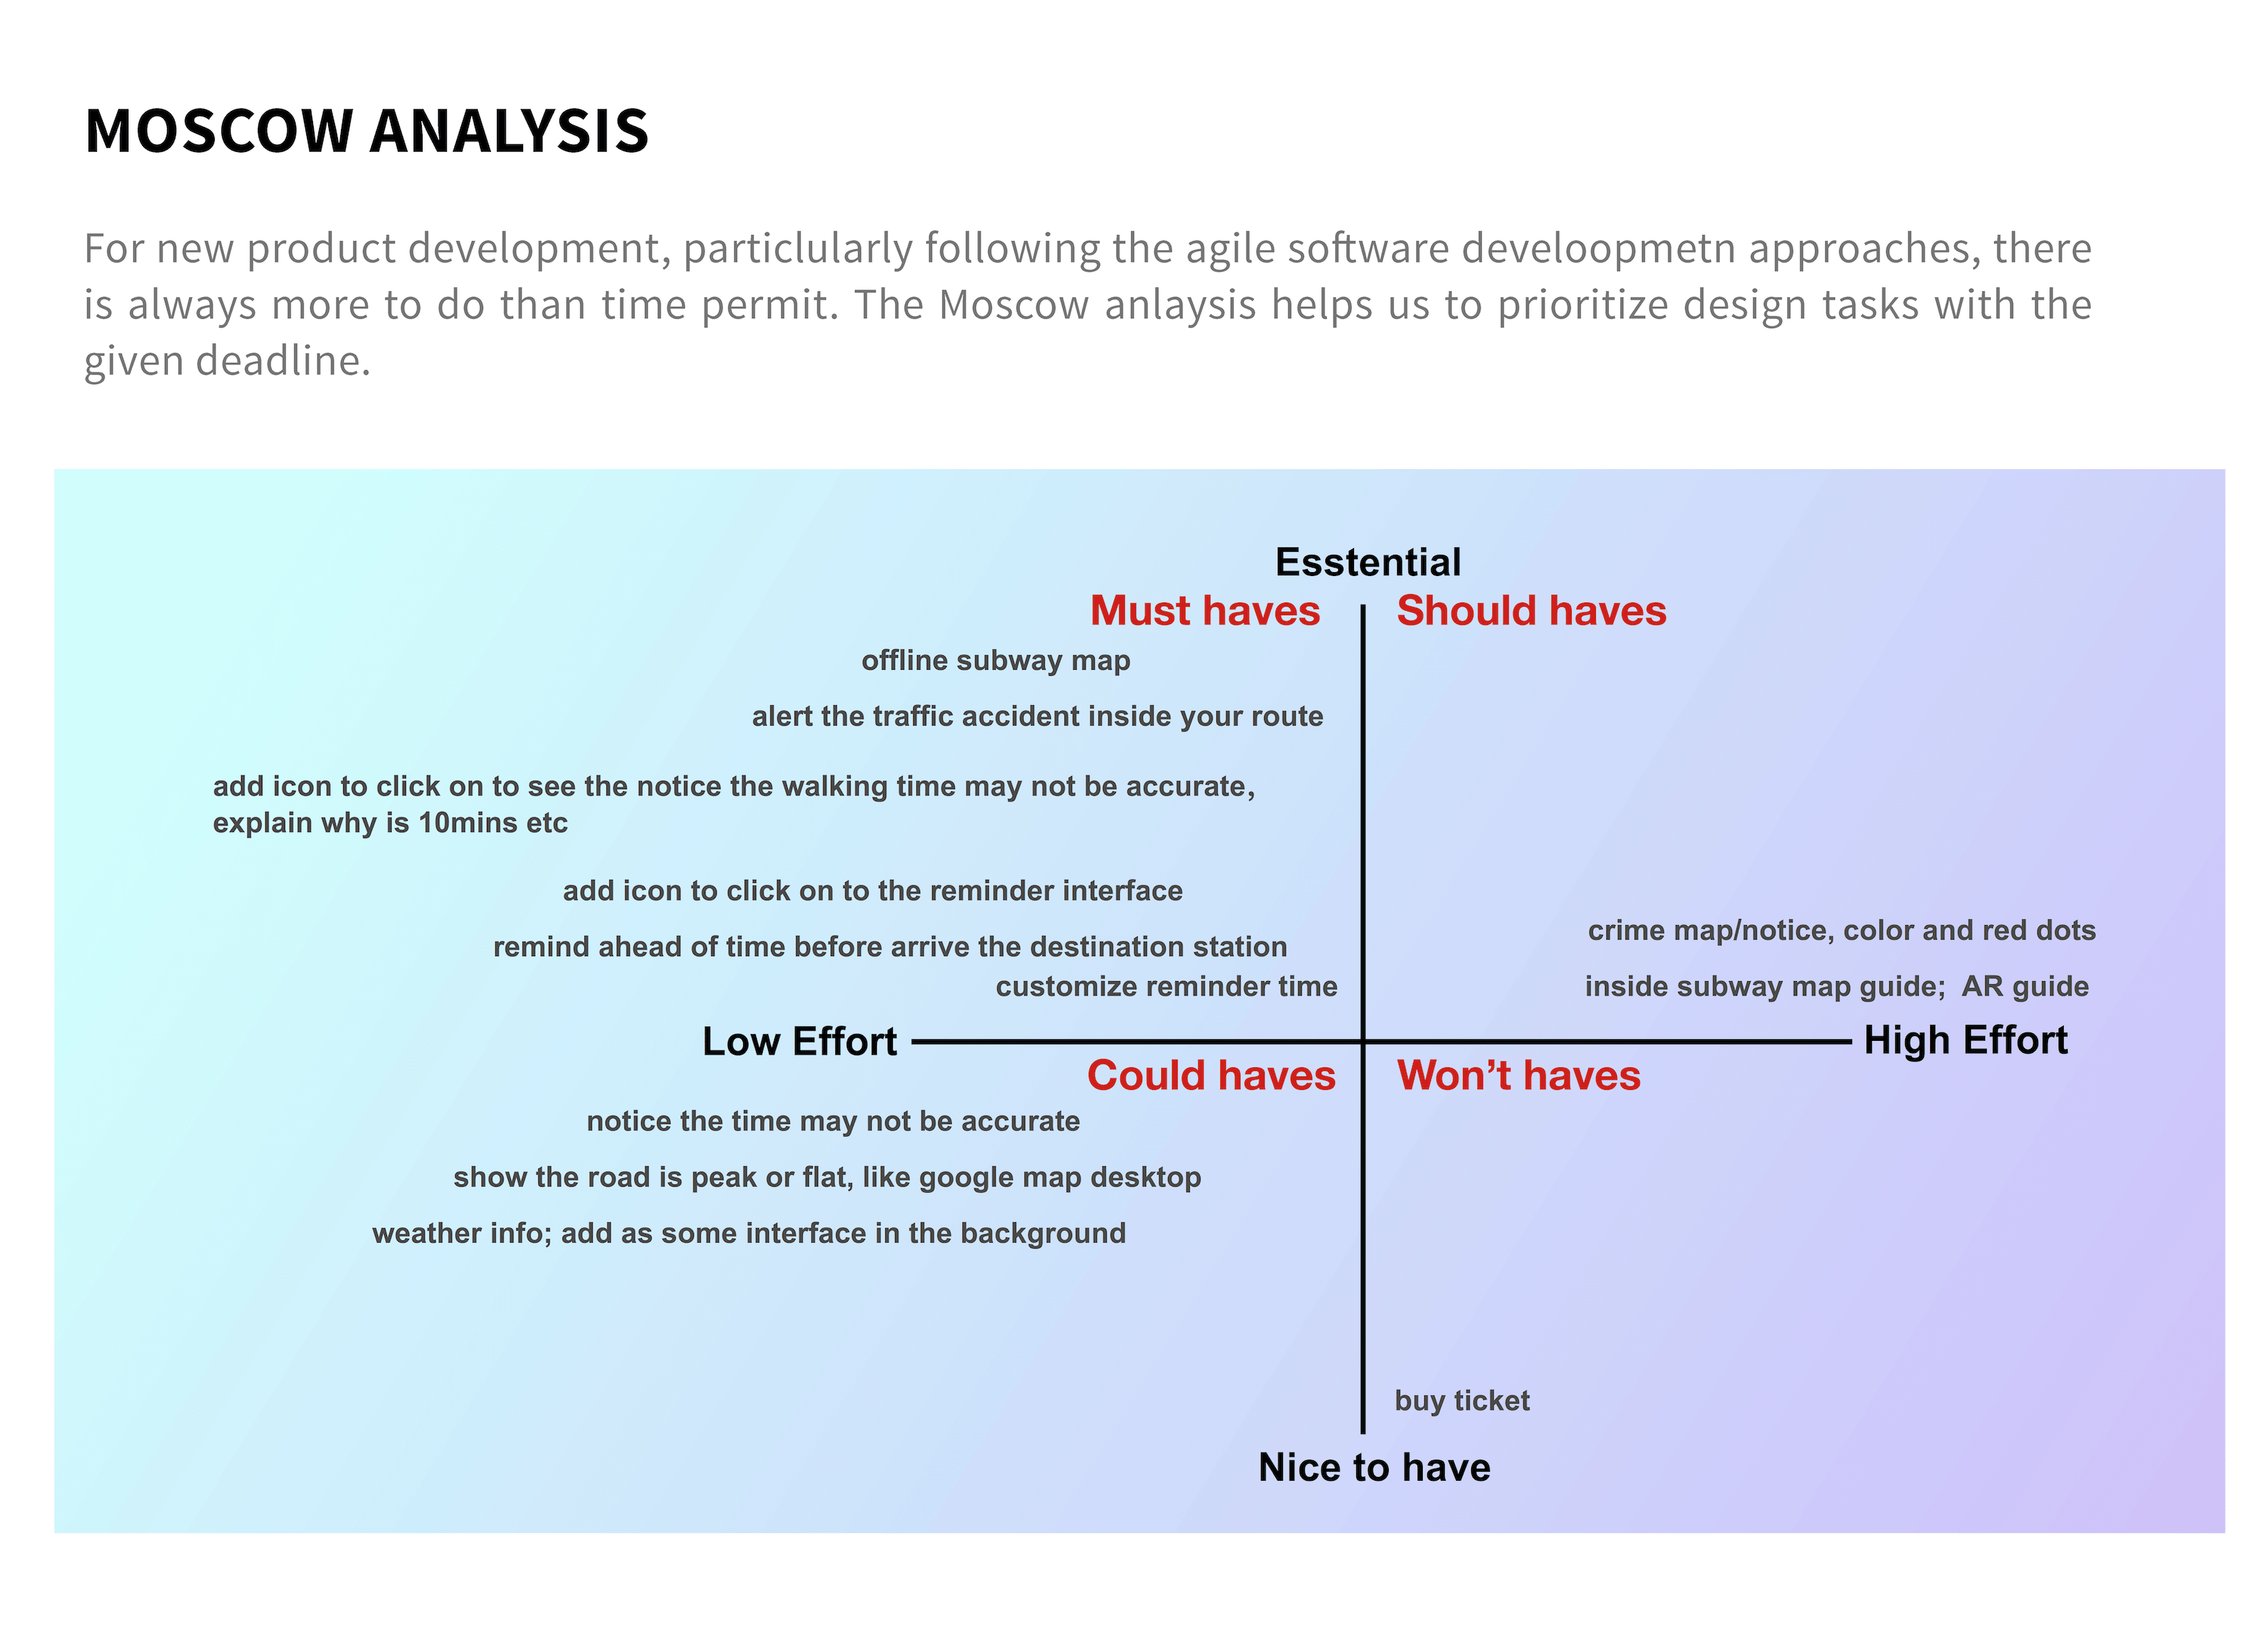 MOSCOW ANALYSIS
For new product development, particlularly following the agile software develoopmetn approaches, there
is always more to do than time permit. The Moscow anlaysis helps us to prioritize design tasks with the
given deadline.
Esstential
Must haves
Should haves
offline subway map
alert the traffic accident inside your route
add icon to click on to see the notice the walking time may not be accurate,
explain why is 10mins etc
add icon to click on to the reminder interface
remind ahead of time before arrive the destination station
customize reminder time
crime map/notice, color and red dots
inside subway map guide;  AR guide
Low Effort
High Effort
Could haves
Won’t haves
notice the time may not be accurate
show the road is peak or flat, like google map desktop
weather info; add as some interface in the background
buy ticket
Nice to have